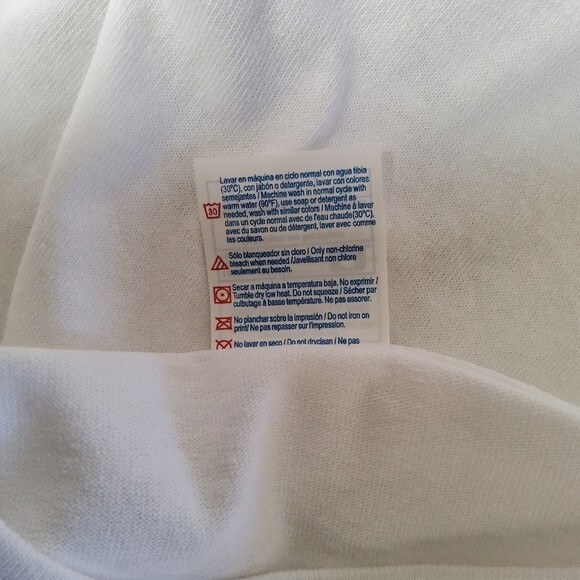 Lavar en máquina en ciclo normal con agua tibia
(30°C), con jabón o detergente, lavar con colores
semejantes / Machine wash in normal cycle with
30 warm water (90°F), use soap or detergent as
needed, wash with similar colors / Machine à laver
dans un cycle normal avec de l'eau chaude(30°C),
avec du savon ou de détergent, laver avec comme
les couleurs.
Sólo blanqueador sin cloro / Only non-chlorine
bleach when needed /Javellisant non chlore
seulement au besoin.
Secar a máquina a temperatura baja. No exprimir /
Tumble dry low heat. Do not squeeze / Sécher par
culbutage à basse température. Ne pas essorer.
No planchar sobre la impresión / Do not iron on
print/ Ne pas repasser sur l'impression.
No lavar en seco / Do not dryclean / Ne pas